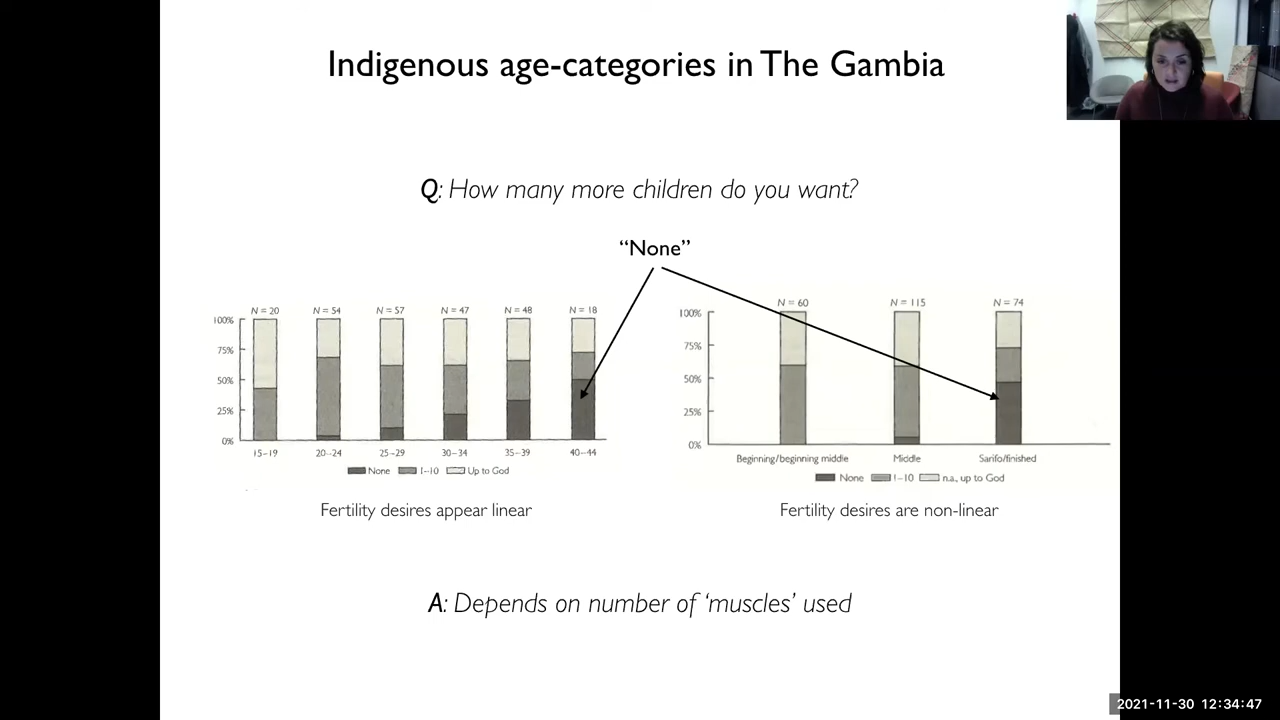 Indigenous age-categories in The Gambia
Q: How many more children do you want?
“None”
N = 20 N = 54 N = 57 N = 47 N = 48 N = 18
100%
75%
50%
25%
0%
15–19 20–24 25–29 30–34 35–39 40–44
None 1–10 Up to God
Fertility desires appear linear
N = 60 N = 115 N = 74
100%
75%
50%
25%
0%
Beginning/beginning middle Middle Sarifo/finished
None 1–10 n.a., up to God
Fertility desires are non-linear
A: Depends on number of ‘muscles’ used
2021-11-30 12:34:47